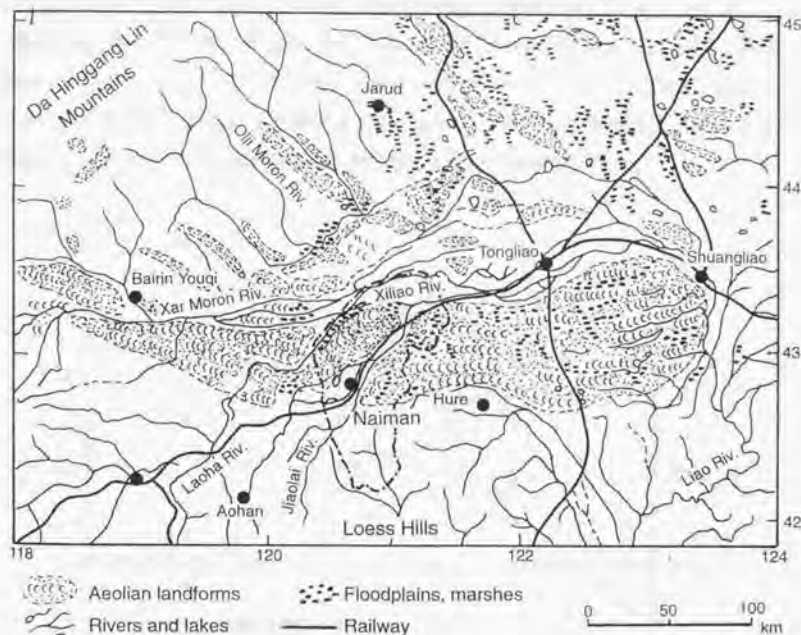 45
Da Hinggang Lin
Mountains
Jarud
Oiji Moron Riv.
44
Tongliao
Shuangliao
Bairin Youqi
Xar Moron Riv.
Xiliao Riv.
43
Hure
Naiman
Laoha Riv.
Jiaolai Riv.
Liao Riv.
Aohan
Loess Hills
42
118
120
122
124
Aeolian landforms
Floodplains, marshes
Rivers and lakes
Railway
0 50 100
km